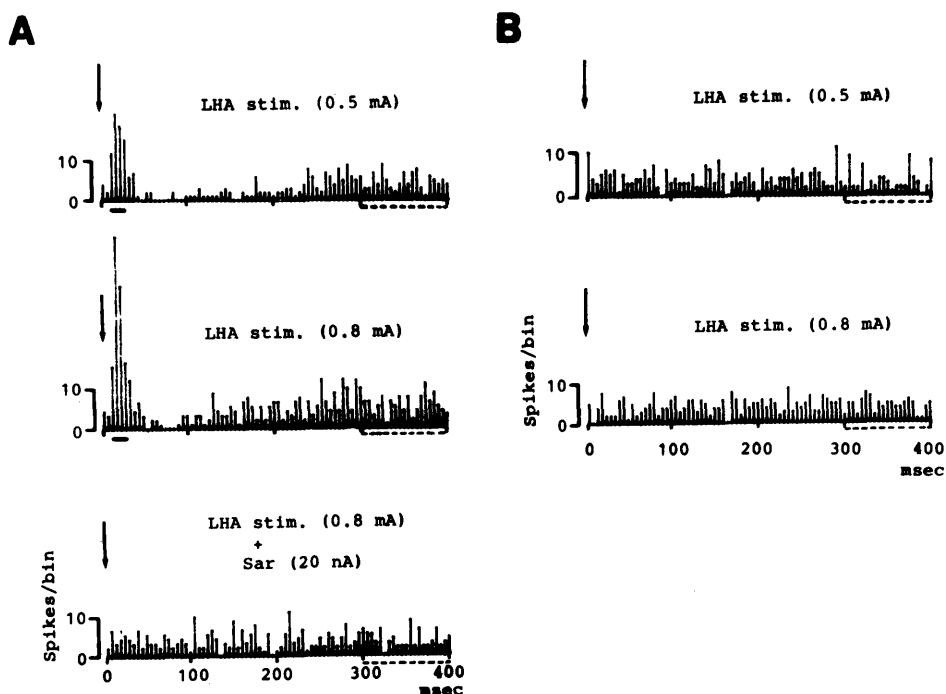 A
LHA stim. (0.5 mA)
10
0
LHA stim. (0.8 mA)
10
0
LHA stim. (0.8 mA)
+
Sar (20 nA)
Spikes/bin
10
0
0 100 200 300 400
msec
B
LHA stim. (0.5 mA)
10
0
LHA stim. (0.8 mA)
Spikes/bin
10
0
0 100 200 300 400
msec